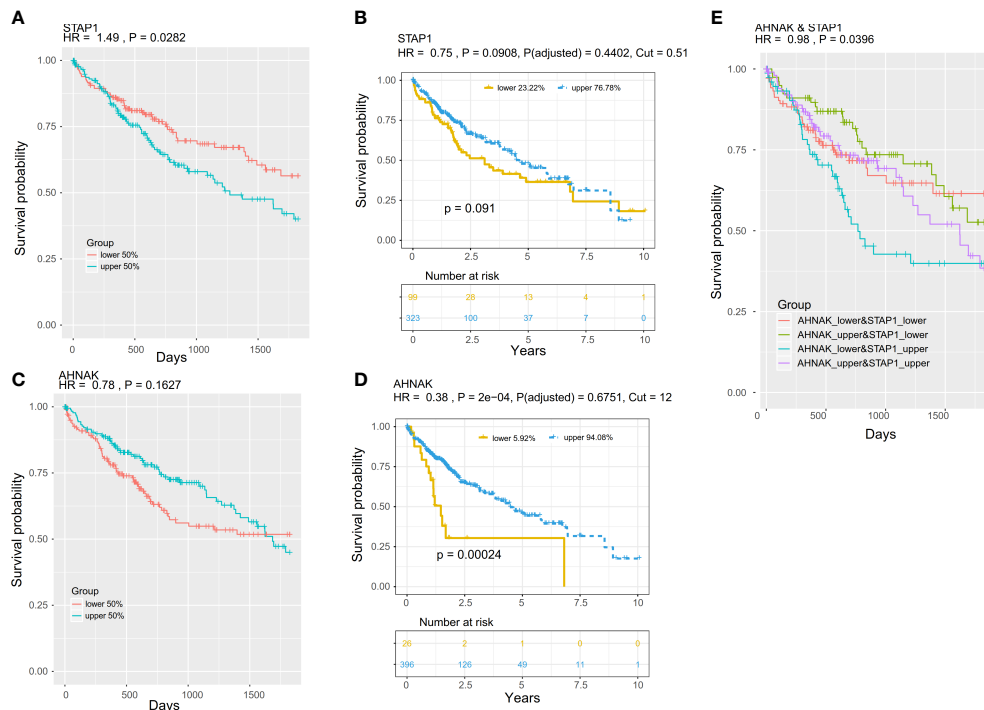 A
STAP1
HR = 1.49 , P = 0.0282
1.00
0.75
0.50
0.25
0.00
Survival probability
Group
lower 50%
upper 50%
0 500 1000 1500
Days
B
STAP1
HR = 0.75 , P = 0.0908, P(adjusted) = 0.4402, Cut = 0.51
lower 23.22% upper 76.78%
1.00
0.75
0.50
0.25
0.00
Survival probability
p = 0.091
0.0 2.5 5.0 7.5 10
Number at risk
99 28 13 4 1
323 100 37 7 0
0.0 2.5 5.0 7.5 10
Years
C
AHNAK
HR = 0.78 , P = 0.1627
1.00
0.75
0.50
0.25
0.00
Survival probability
Group
lower 50%
upper 50%
0 500 1000 1500
Days
D
AHNAK
HR = 0.38 , P = 2e−04, P(adjusted) = 0.6751, Cut = 12
lower 5.92% upper 94.08%
1.00
0.75
0.50
0.25
0.00
Survival probability
p = 0.00024
0 2.5 5.0 7.5 10
Number at risk
26 2 1 0 0
396 126 49 11 1
0 2.5 5.0 7.5 10
Years
E
AHNAK & STAP1
HR = 0.98 , P = 0.0396
1.00
0.75
0.50
0.25
0.00
Survival probability
Group
AHNAK_lower&STAP1_lower
AHNAK_upper&STAP1_lower
AHNAK_lower&STAP1_upper
AHNAK_upper&STAP1_upper
0 500 1000 1500
Days